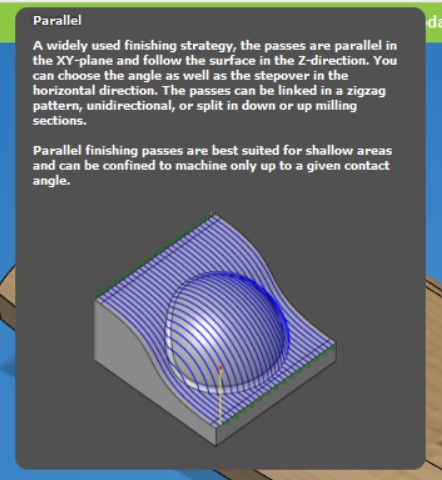 Parallel
A widely used finishing strategy, the passes are parallel in
the XY-plane and follow the surface in the Z-direction. You
can choose the angle as well as the stepover in the
horizontal direction. The passes can be linked in a zigzag
pattern, unidirectional, or split in down or up milling
sections.
Parallel finishing passes are best suited for shallow areas
and can be confined to machine only up to a given contact
angle.